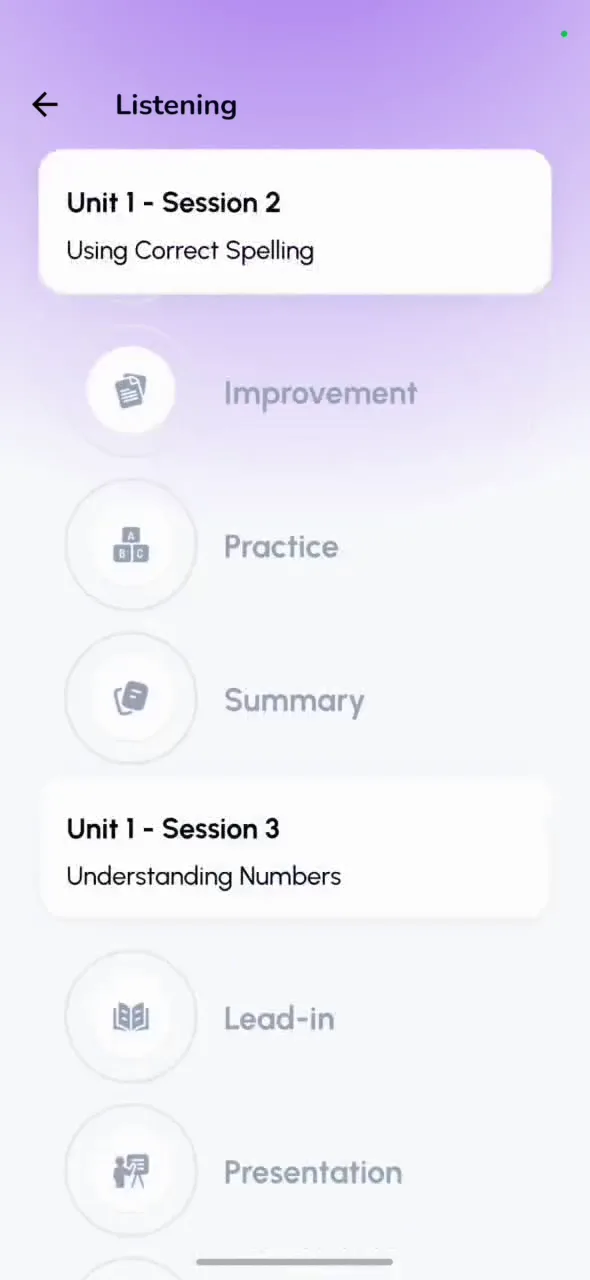 Listening
Unit 1 - Session 2
Using Correct Spelling
Improvement
A
B C
Practice
Summary
Unit 1 - Session 3
Understanding Numbers
Lead-in
Presentation